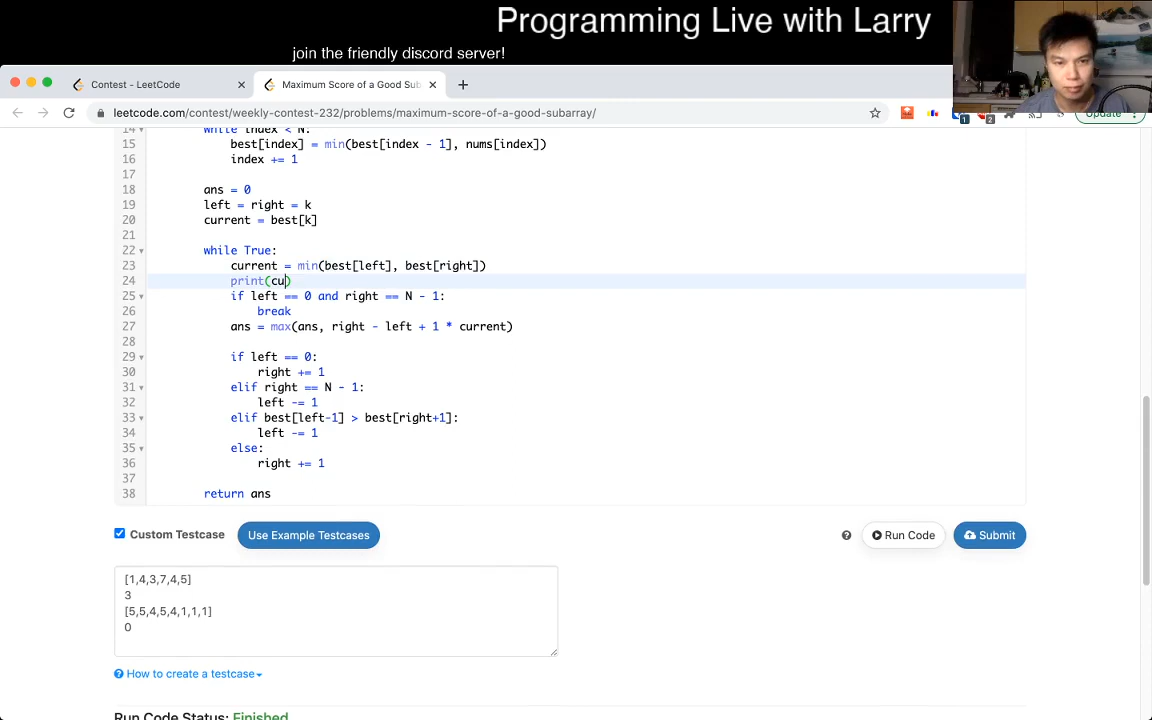 Programming Live with Larry
join the friendly discord server!
Contest - LeetCode
Maximum Score of a Good Sub
leetcode.com/contest/weekly-contest-232/problems/maximum-score-of-a-good-subarray/
1
2
Update
14 while index < N:
15 best[index] = min(best[index - 1], nums[index])
16 index += 1
17
18 ans = 0
19 left = right = k
20 current = best[k]
21
22 while True:
23 current = min(best[left], best[right])
24 print(cu)
25 if left == 0 and right == N - 1:
26 break
27 ans = max(ans, right - left + 1 * current)
28
29 if left == 0:
30 right += 1
31 elif right == N - 1:
32 left -= 1
33 elif best[left-1] > best[right+1]:
34 left -= 1
35 else:
36 right += 1
37
38 return ans
Custom Testcase
Use Example Testcases
Run Code
Submit
[1,4,3,7,4,5]
3
[5,5,4,5,4,1,1,1]
0
How to create a testcase
Run Code Status: Finished